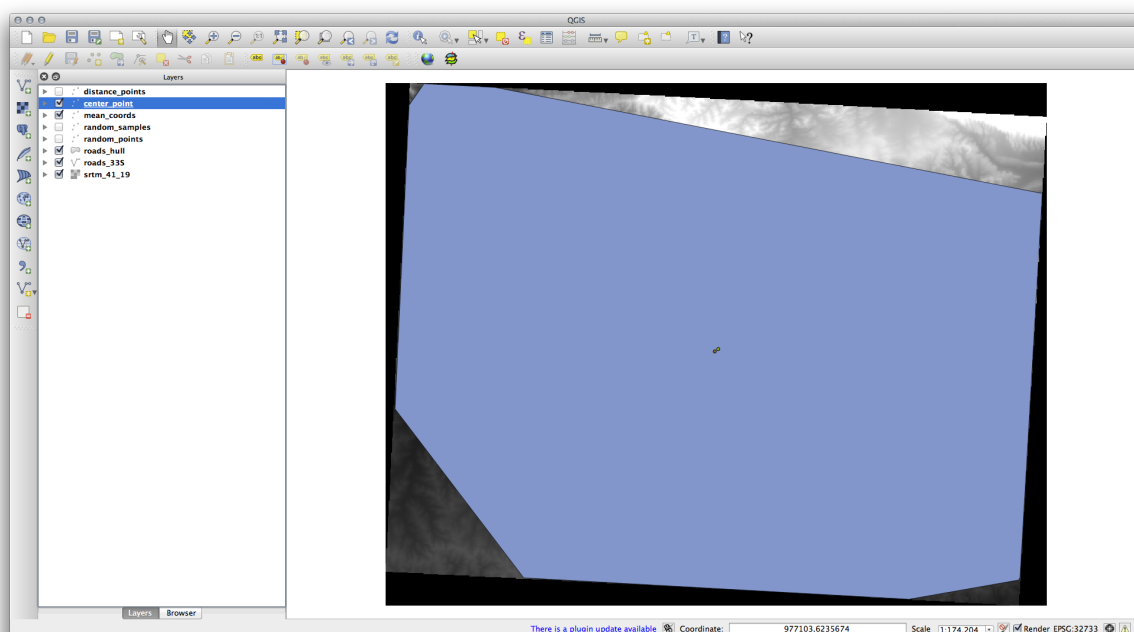 QGIS
Layers
distance_points
center_point
mean_coords
random_samples
random_points
roads_hull
roads_33S
srtm_41_19
Layers Browser
There is a plugin update available Coordinate: 977103,6235674 Scale 1:174,204 Render EPSG:32733